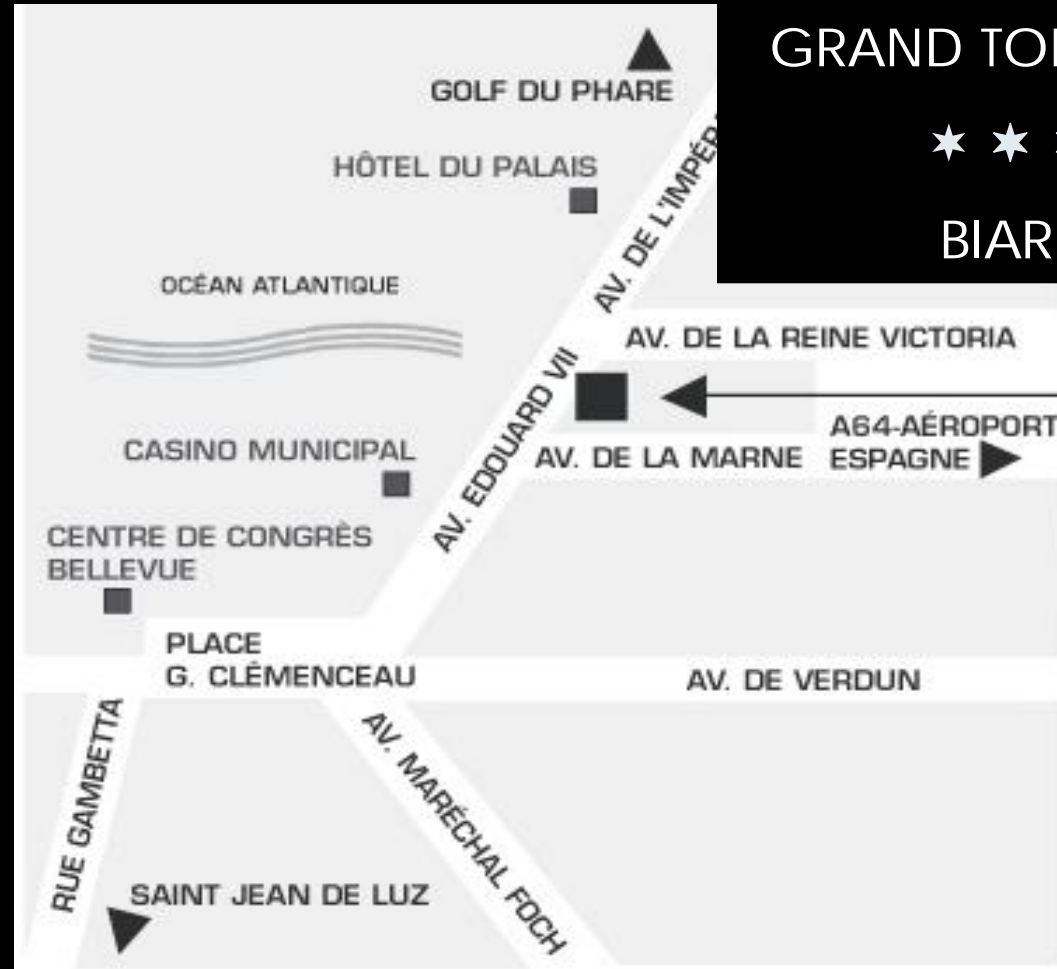 GRAND
BIAR
GOLF DU PHARE
HÔTEL DU PALAIS
AV. DE
OCÉAN ATLANTIQUE
AV. DE LA REINE VICTORIA
AV. EDOUARD VII
A64-AÉROPORT
CASINO MUNICIPAL
AV. DE LA MARNE
ESPAGNE
CENTRE DE CONGRÈS
BELLEVUE
PLACE
G. CLÉMENCEAU
AV. DE VERDUN
RUE GAMBETTA
AV. MARÉCHAL FOCH
SAINT JEAN DE LUZ